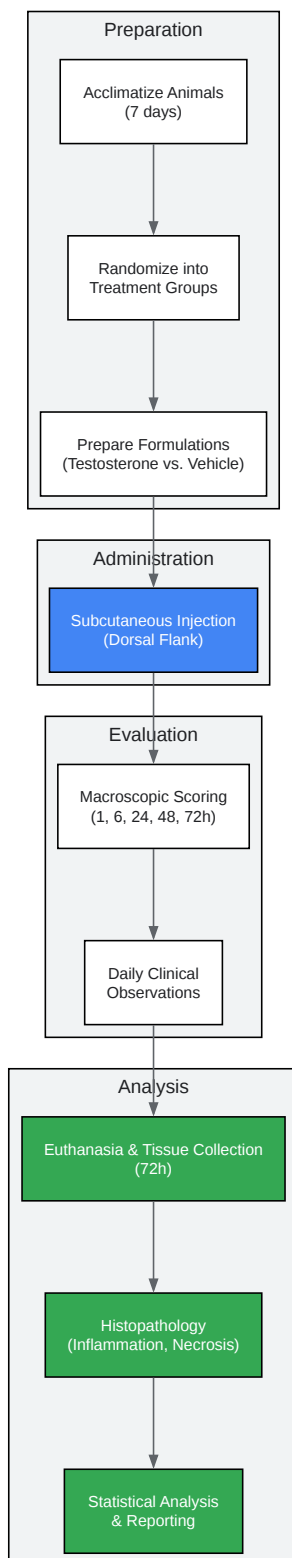 Preparation
Acclimatize Animals
(7 days)
Randomize into
Treatment Groups
Prepare Formulations
(Testosterone vs. Vehicle)
Administration
Subcutaneous Injection
(Dorsal Flank)
Evaluation
Macroscopic Scoring
(1, 6, 24, 48, 72h)
Daily Clinical
Observations
Analysis
Euthanasia & Tissue Collection
(72h)
Histopathology
(Inflammation, Necrosis)
Statistical Analysis
& Reporting